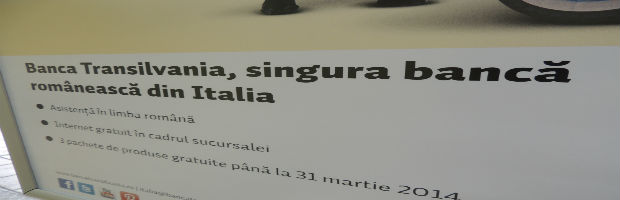 Banca Transilvania, singura bancă
românească din Italia
• Asistență în limba română
• Internet gratuit în cadrul sucursalei
• 3 pachete de produse gratuite până la 31 martie 2014